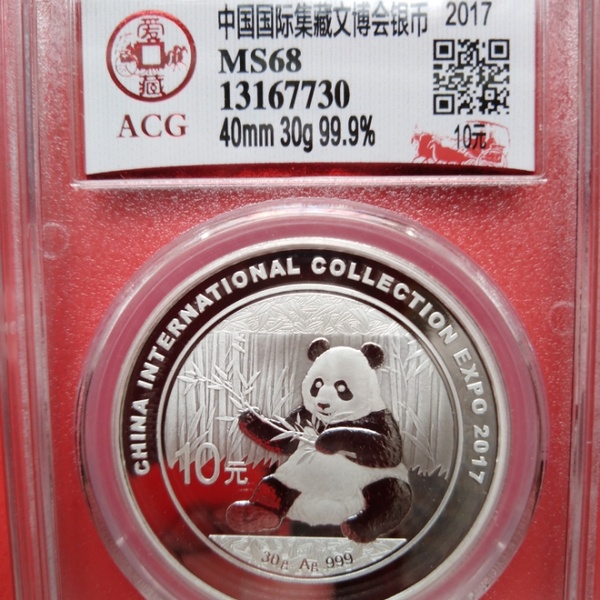 中国国际集藏文博会银币 2017
爱藏
MS68
13167730
ACG
40mm 30g 99.9%
10元
CHINA INTERNATIONAL COLLECTION EXPO 2017
10元
30g Ag 999